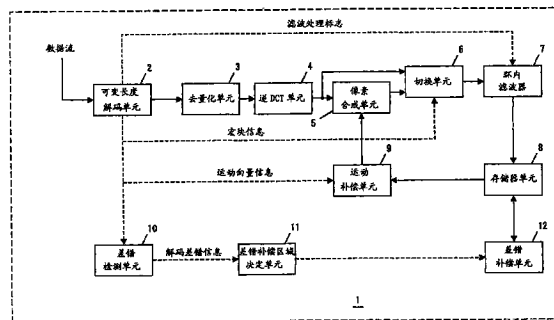 滤波处理标志
数据流
2
可变长度
解码单元
3
去量化单元
4
逆DCT单元
5
像素
合成单元
6
切换单元
7
环内
滤波器
宏块信息
运动向量信息
9
运动
补偿单元
8
存储器单元
10
差错
检测单元
解码差错信息
11
差错补偿区域
决定单元
12
差错
补偿单元
1